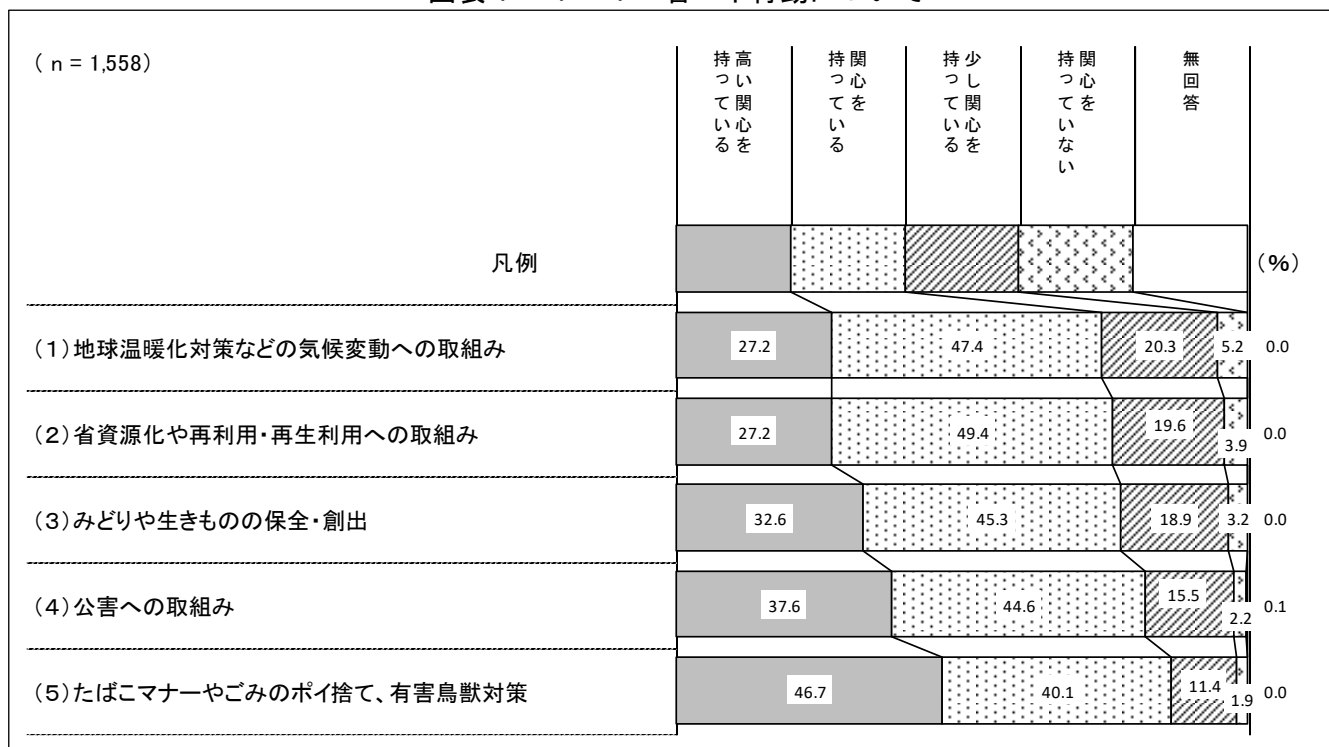 (n = 1,558)
高い関心を
持っている
関心を
持っている
少し関心を
持っている
関心を
持っていない
無回答
凡例
(%)
(1)地球温暖化対策などの気候変動への取組み
27.2
47.4
20.3
5.2
0.0
(2)省資源化や再利用・再生利用への取組み
27.2
49.4
19.6
3.9
0.0
(3)みどりや生きものの保全・創出
32.6
45.3
18.9
3.2
0.0
(4)公害への取組み
37.6
44.6
15.5
2.2
0.1
(5)たばこマナーやごみのポイ捨て、有害鳥獣対策
46.7
40.1
11.4
1.9
0.0